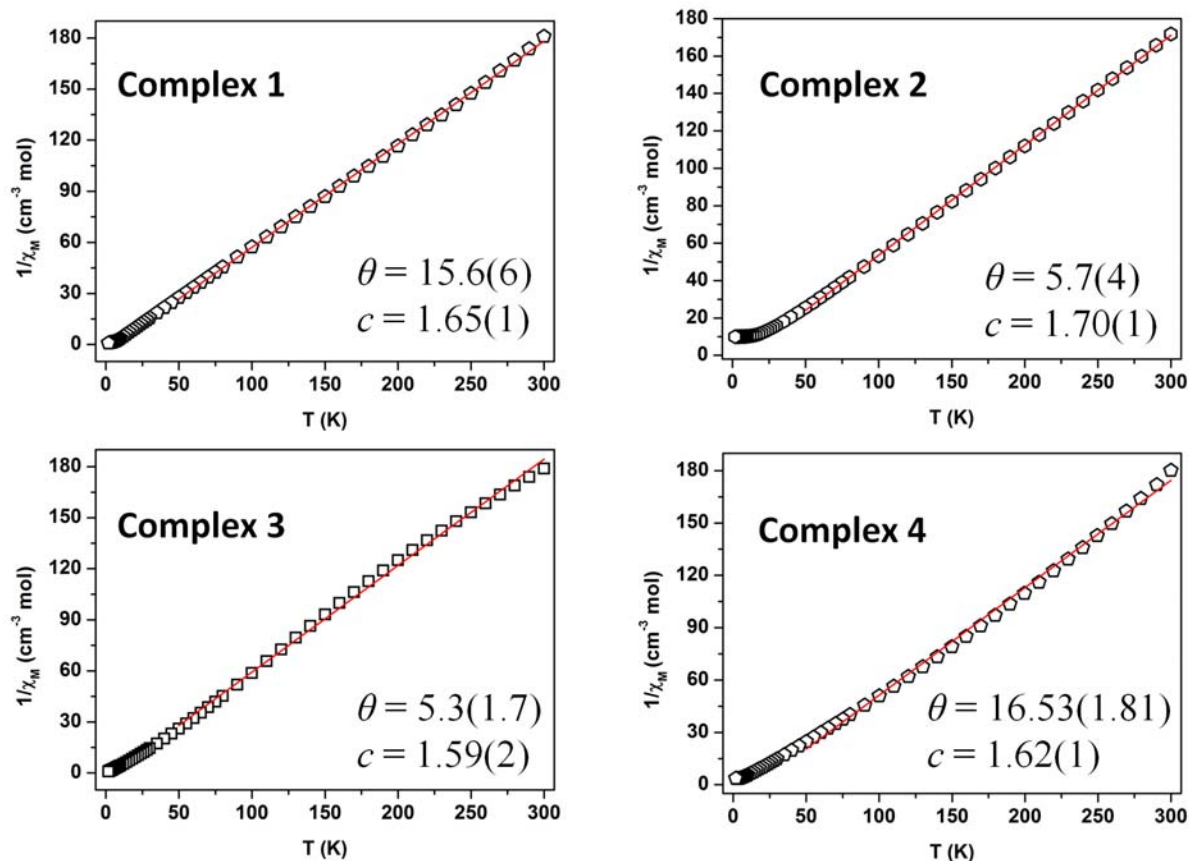 180
150
120
90
60
30
0
1/χM (cm-3 mol)
Complex 1
θ = 15.6(6)
c = 1.65(1)
0 50 100 150 200 250 300
T (K)
180
160
140
120
100
80
60
40
20
0
1/χM (cm-3 mol)
Complex 2
θ = 5.7(4)
c = 1.70(1)
0 50 100 150 200 250 300
T (K)
180
150
120
90
60
30
0
1/χM (cm-3 mol)
Complex 3
θ = 5.3(1.7)
c = 1.59(2)
0 50 100 150 200 250 300
T (K)
180
150
120
90
60
30
0
1/χM (cm-3 mol)
Complex 4
θ = 16.53(1.81)
c = 1.62(1)
0 50 100 150 200 250 300
T (K)